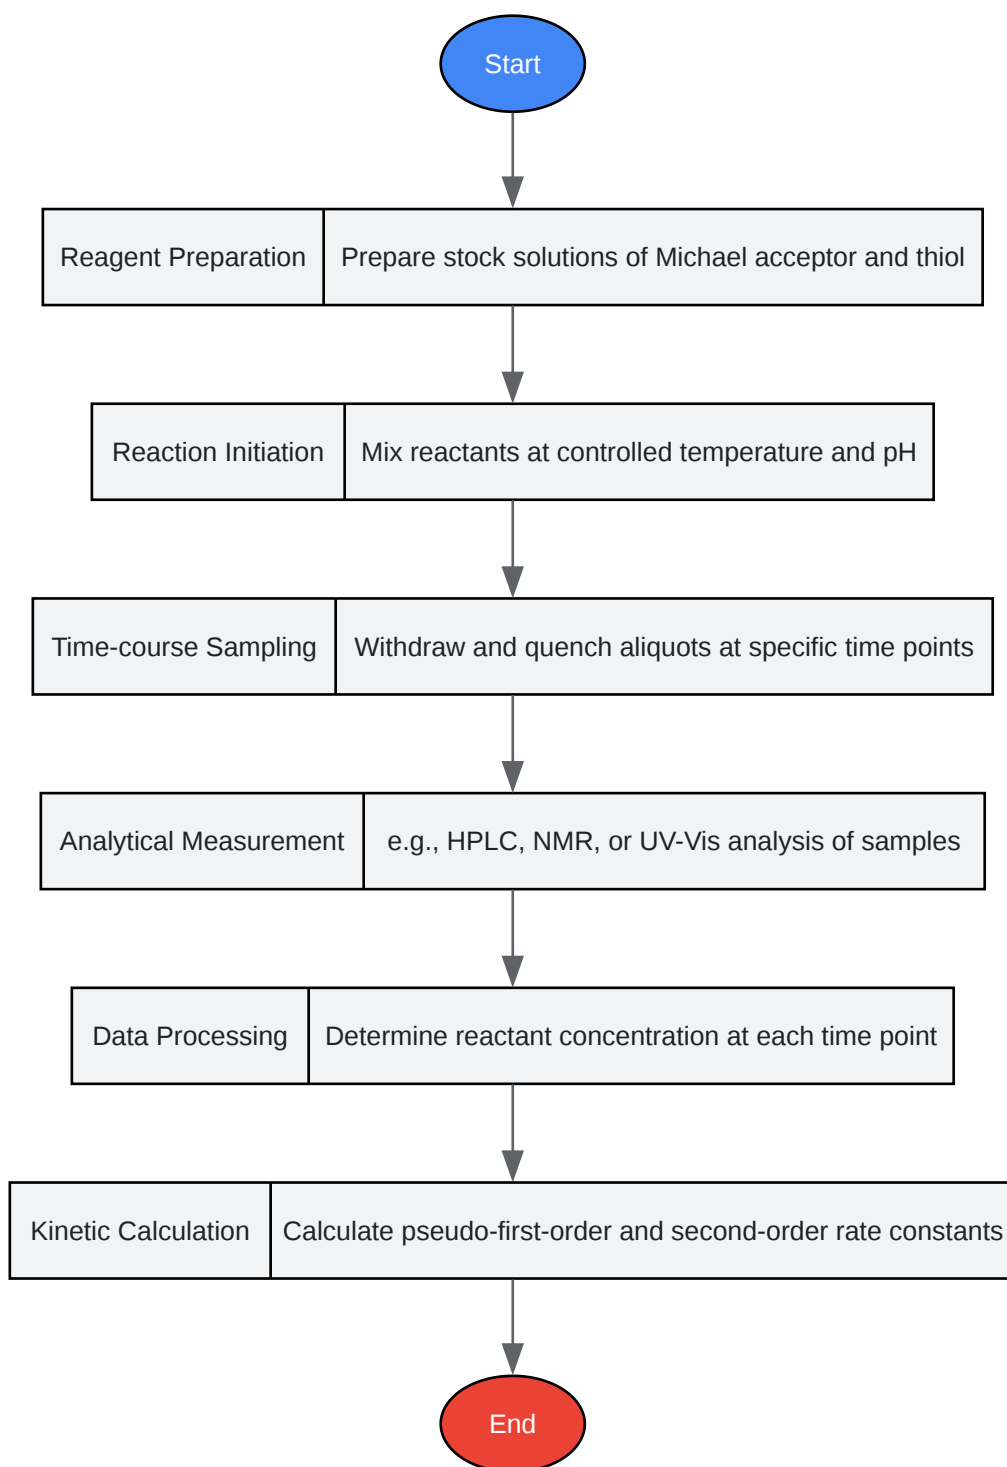 Start
Reagent Preparation
Prepare stock solutions of Michael acceptor and thiol
Reaction Initiation
Mix reactants at controlled temperature and pH
Time-course Sampling
Withdraw and quench aliquots at specific time points
Analytical Measurement
e.g., HPLC, NMR, or UV-Vis analysis of samples
Data Processing
Determine reactant concentration at each time point
Kinetic Calculation
Calculate pseudo-first-order and second-order rate constants
End